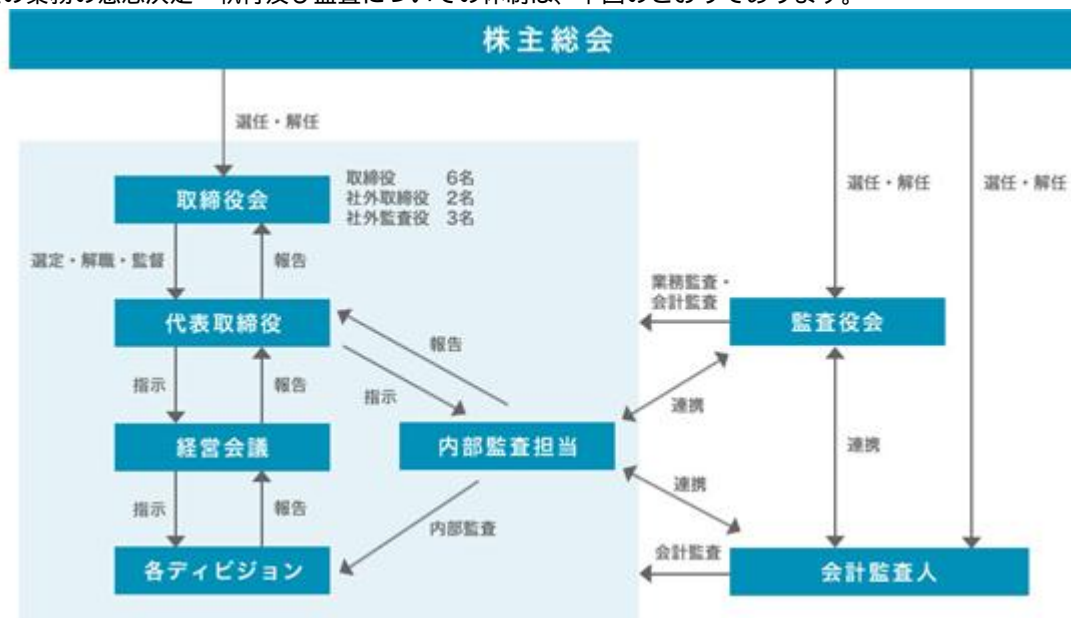 の業務の意思決定・執行及び監査についての体制は、下図のとおりであります。
株主総会
選任・解任
選任・解任
選任・解任
取締役会
取締役 6名
社外取締役 2名
社外監査役 3名
選定・解職・監督
報告
業務監査・
会計監査
代表取締役
監査役会
報告
指示
報告
指示
連携
経営会議
内部監査担当
連携
連携
指示
報告
内部監査
会計監査
各ディビジョン
会計監査人